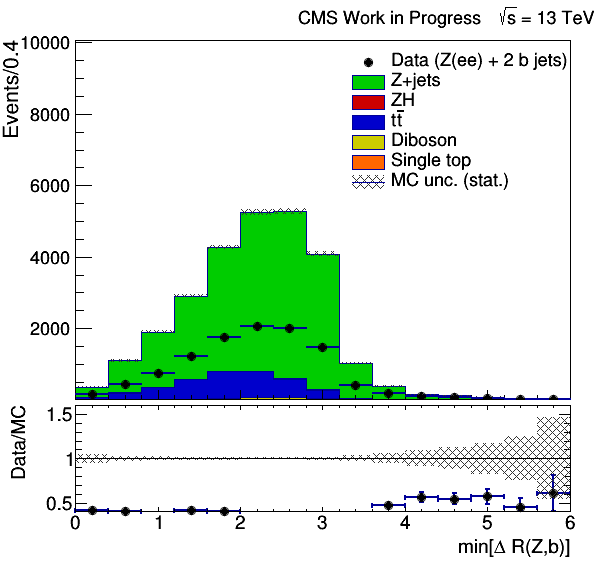 CMS Work in Progress √s = 13 TeV
Events/0.4
10000
8000
6000
4000
2000
Data (Z(ee) + 2 b jets)
Z+jets
ZH
tt̅
Diboson
Single top
MC unc. (stat.)
Data/MC
1.5
1
0.5
0 1 2 3 4 5 6
min[Δ R(Z,b)]